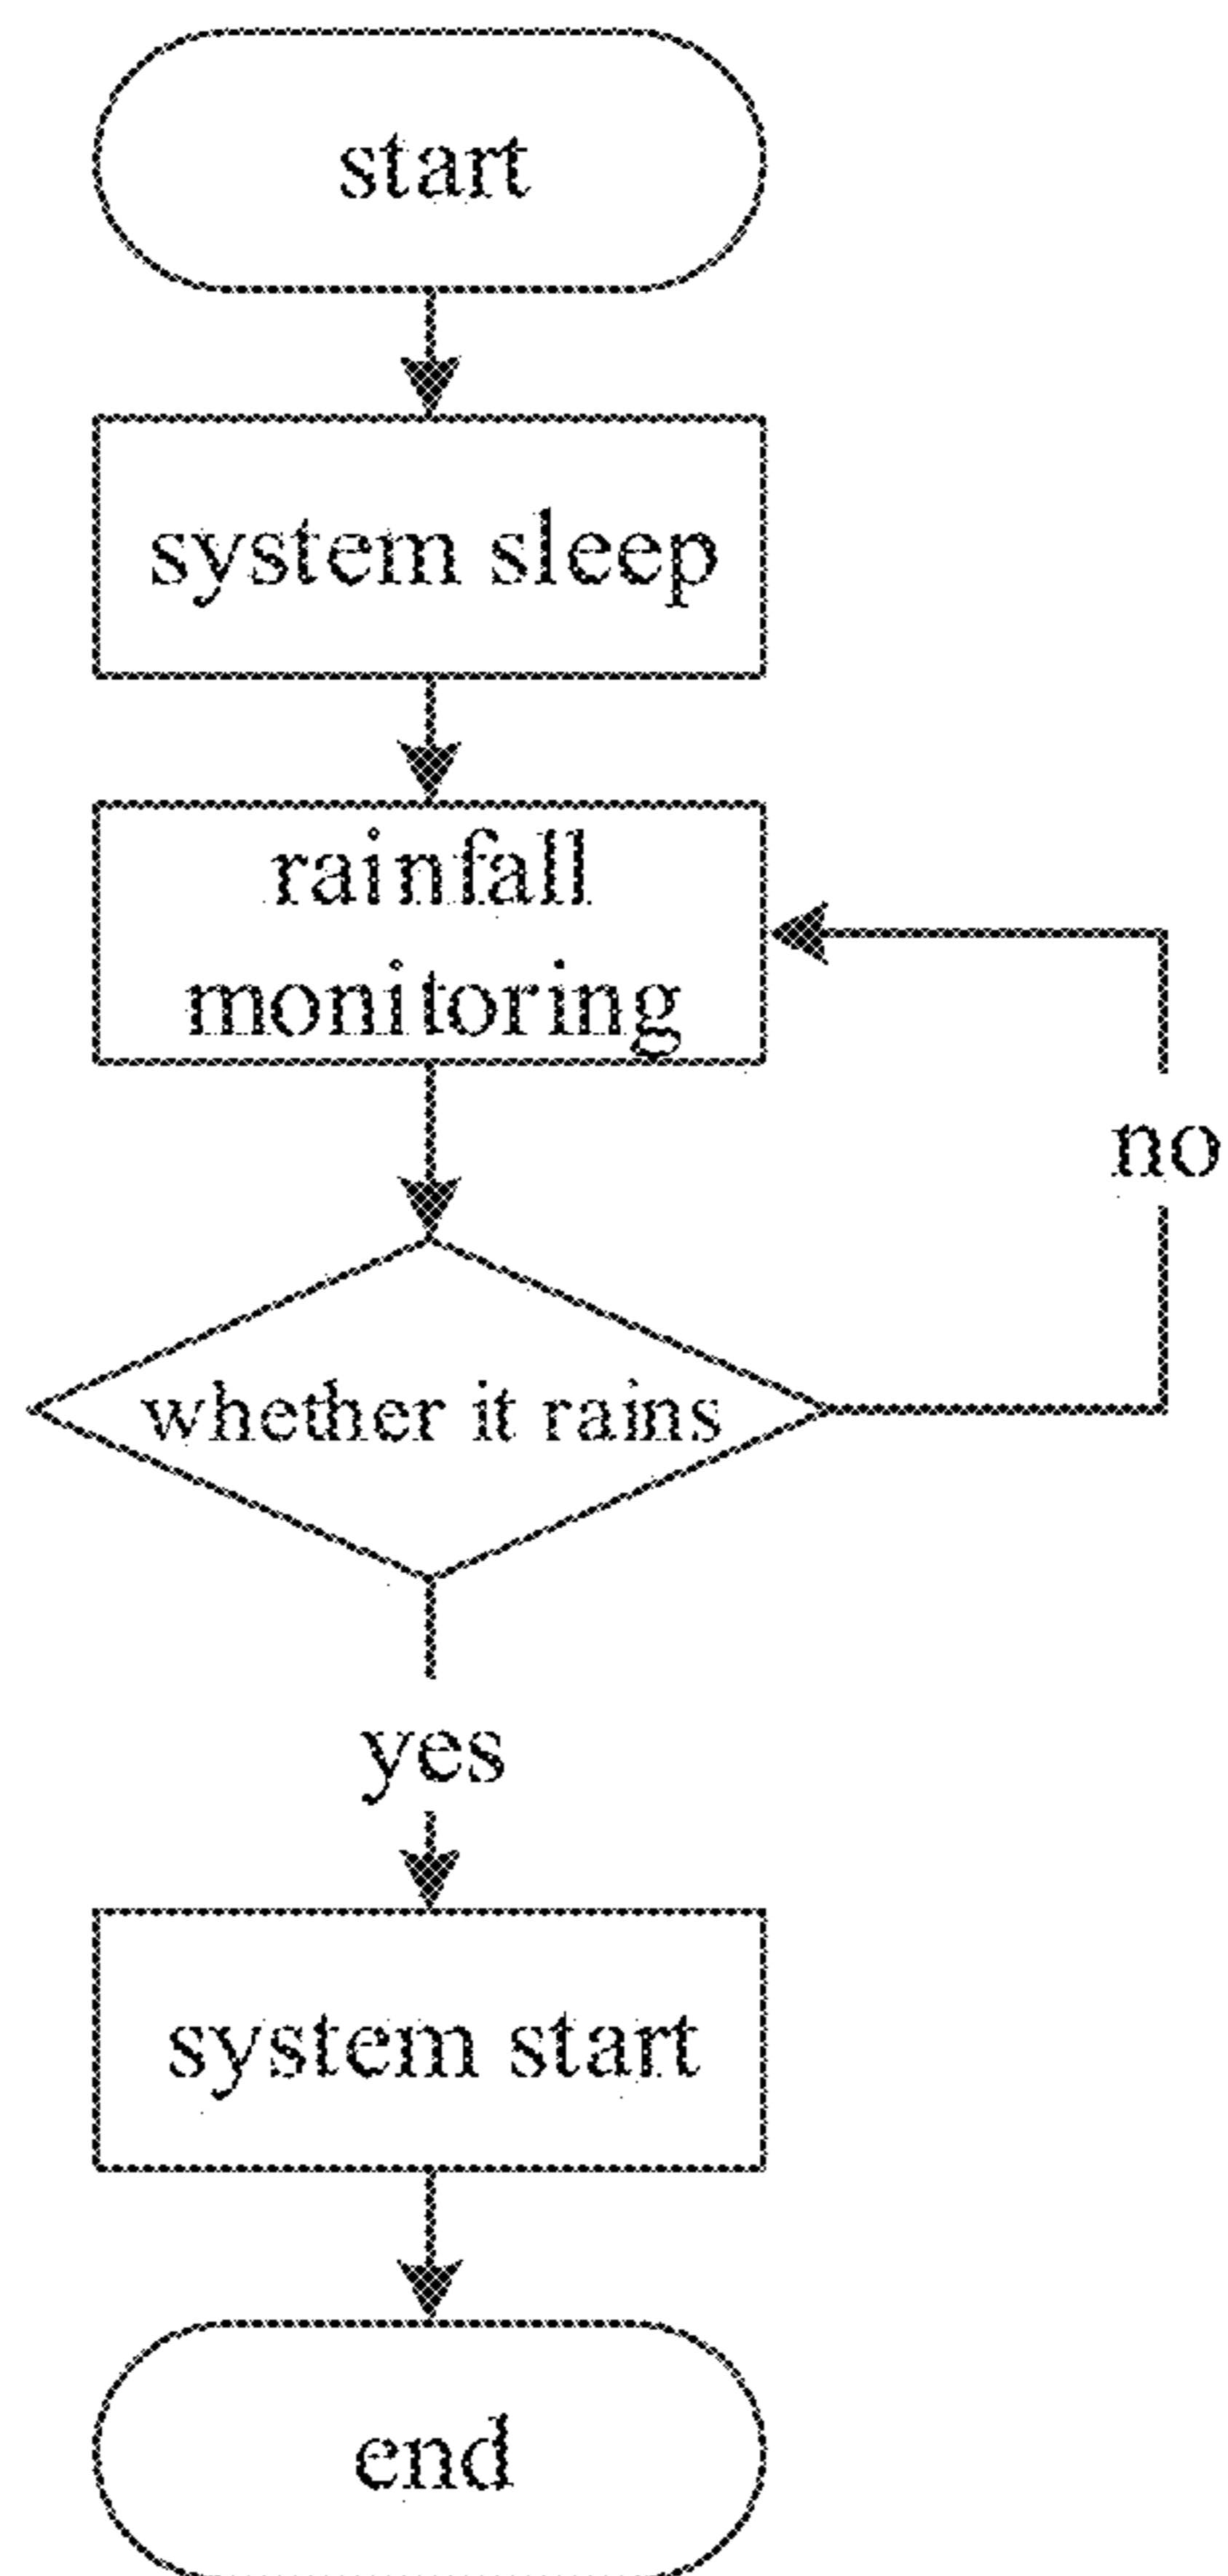 start
system sleep
rainfall
monitoring
no
whether it rains
yes
system start
end